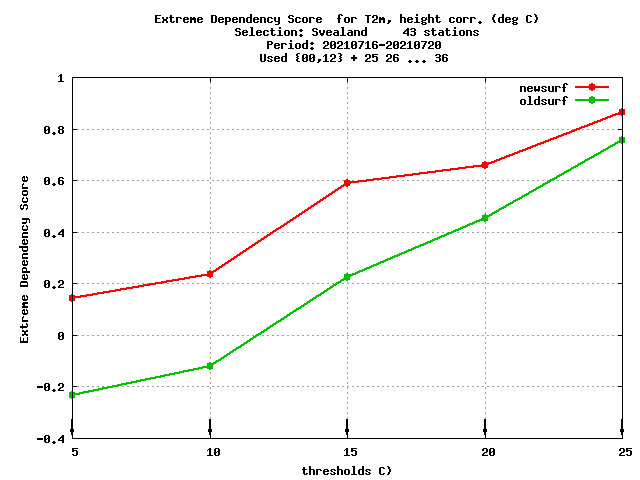 Extreme Dependency Score for T2m, height corr. (deg C)
Selection: Svealand 43 stations
Period: 20210716-20210720
Used {00,12} + 25 26 ... 36
newsurf
oldsurf
1
0.8
0.6
0.4
0.2
0
-0.2
-0.4
Extreme Dependency Score
5 10 15 20 25
thresholds C)